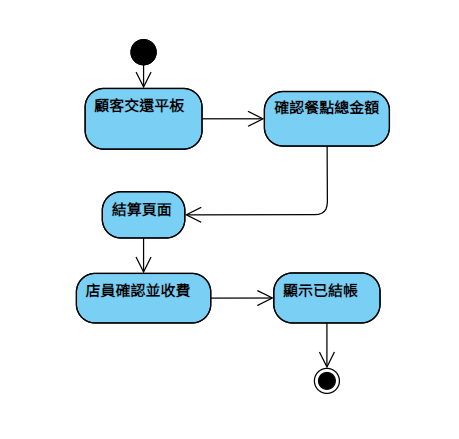 顧客交還平板
確認餐點總金額
結算頁面
店員確認並收費
顯示已結帳